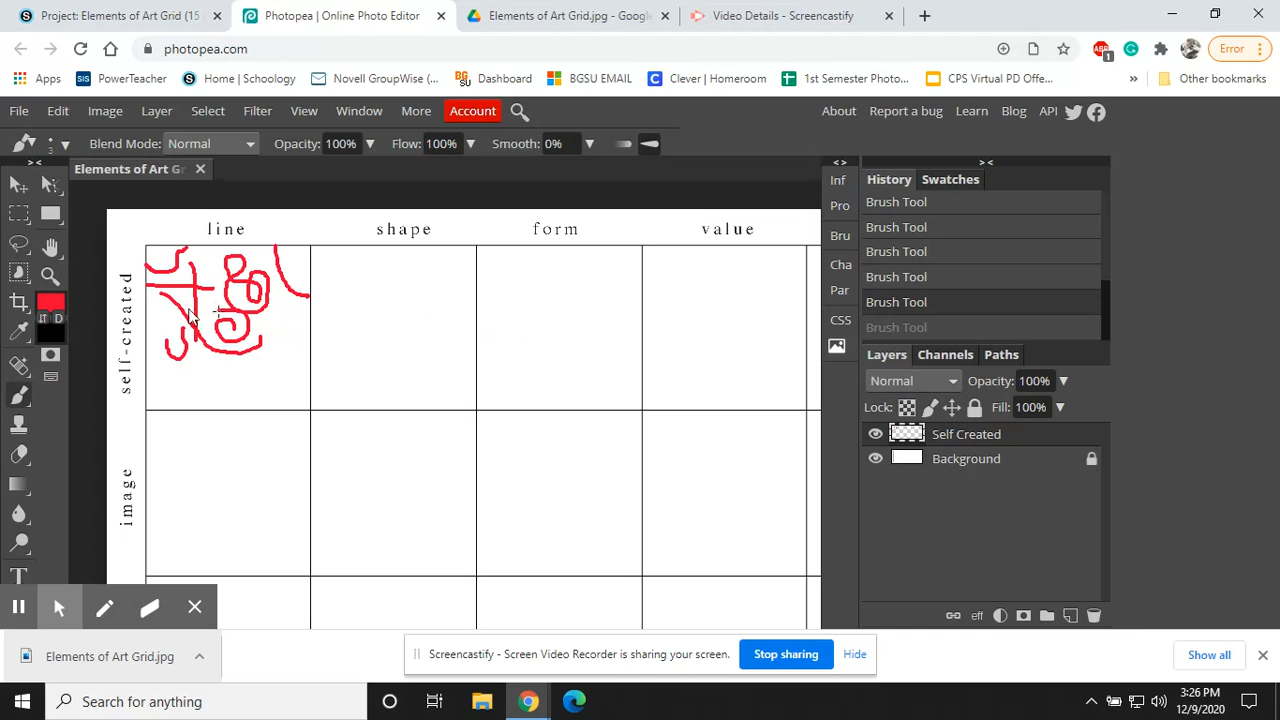 Project: Elements of Art Grid (15
Photopea | Online Photo Editor
Elements of Art Grid.jpg - Google
Video Details - Screencastify
photopea.com
Error
Apps
PowerTeacher
Home | Schoology
Novell GroupWise (...
Dashboard
BGSU EMAIL
Clever | Homeroom
1st Semester Photo...
CPS Virtual PD Offe...
Other bookmarks
File Edit Image Layer Select Filter View Window More Account
About Report a bug Learn Blog API
3 Blend Mode: Normal Opacity: 100% Flow: 100% Smooth: 0%
Elements of Art Gr
Inf
Pro
Bru
Cha
Par
CSS
History Swatches
Brush Tool
Brush Tool
Brush Tool
Brush Tool
Brush Tool
Brush Tool
Layers Channels Paths
Normal Opacity: 100%
Lock: Fill: 100%
Self Created
Background
eff
line shape form value
self-created
image
D
T
Elements of Art Grid.jpg
Screencastify - Screen Video Recorder is sharing your screen. Stop sharing Hide
Show all
Search for anything
3:26 PM
12/9/2020